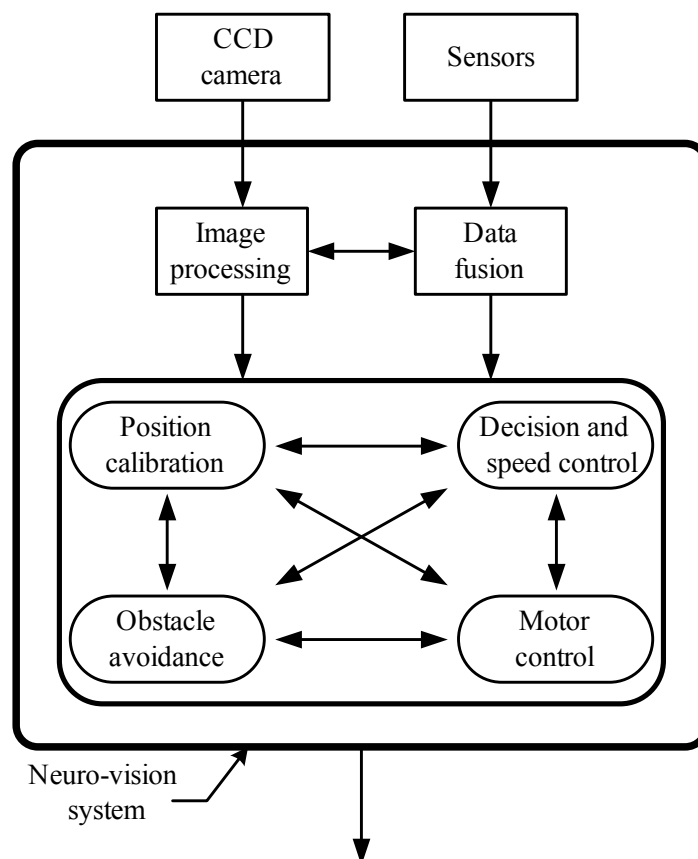 CCD
camera
Sensors
Image
processing
Data
fusion
Position
calibration
Decision and
speed control
Obstacle
avoidance
Motor
control
Neuro-vision
system